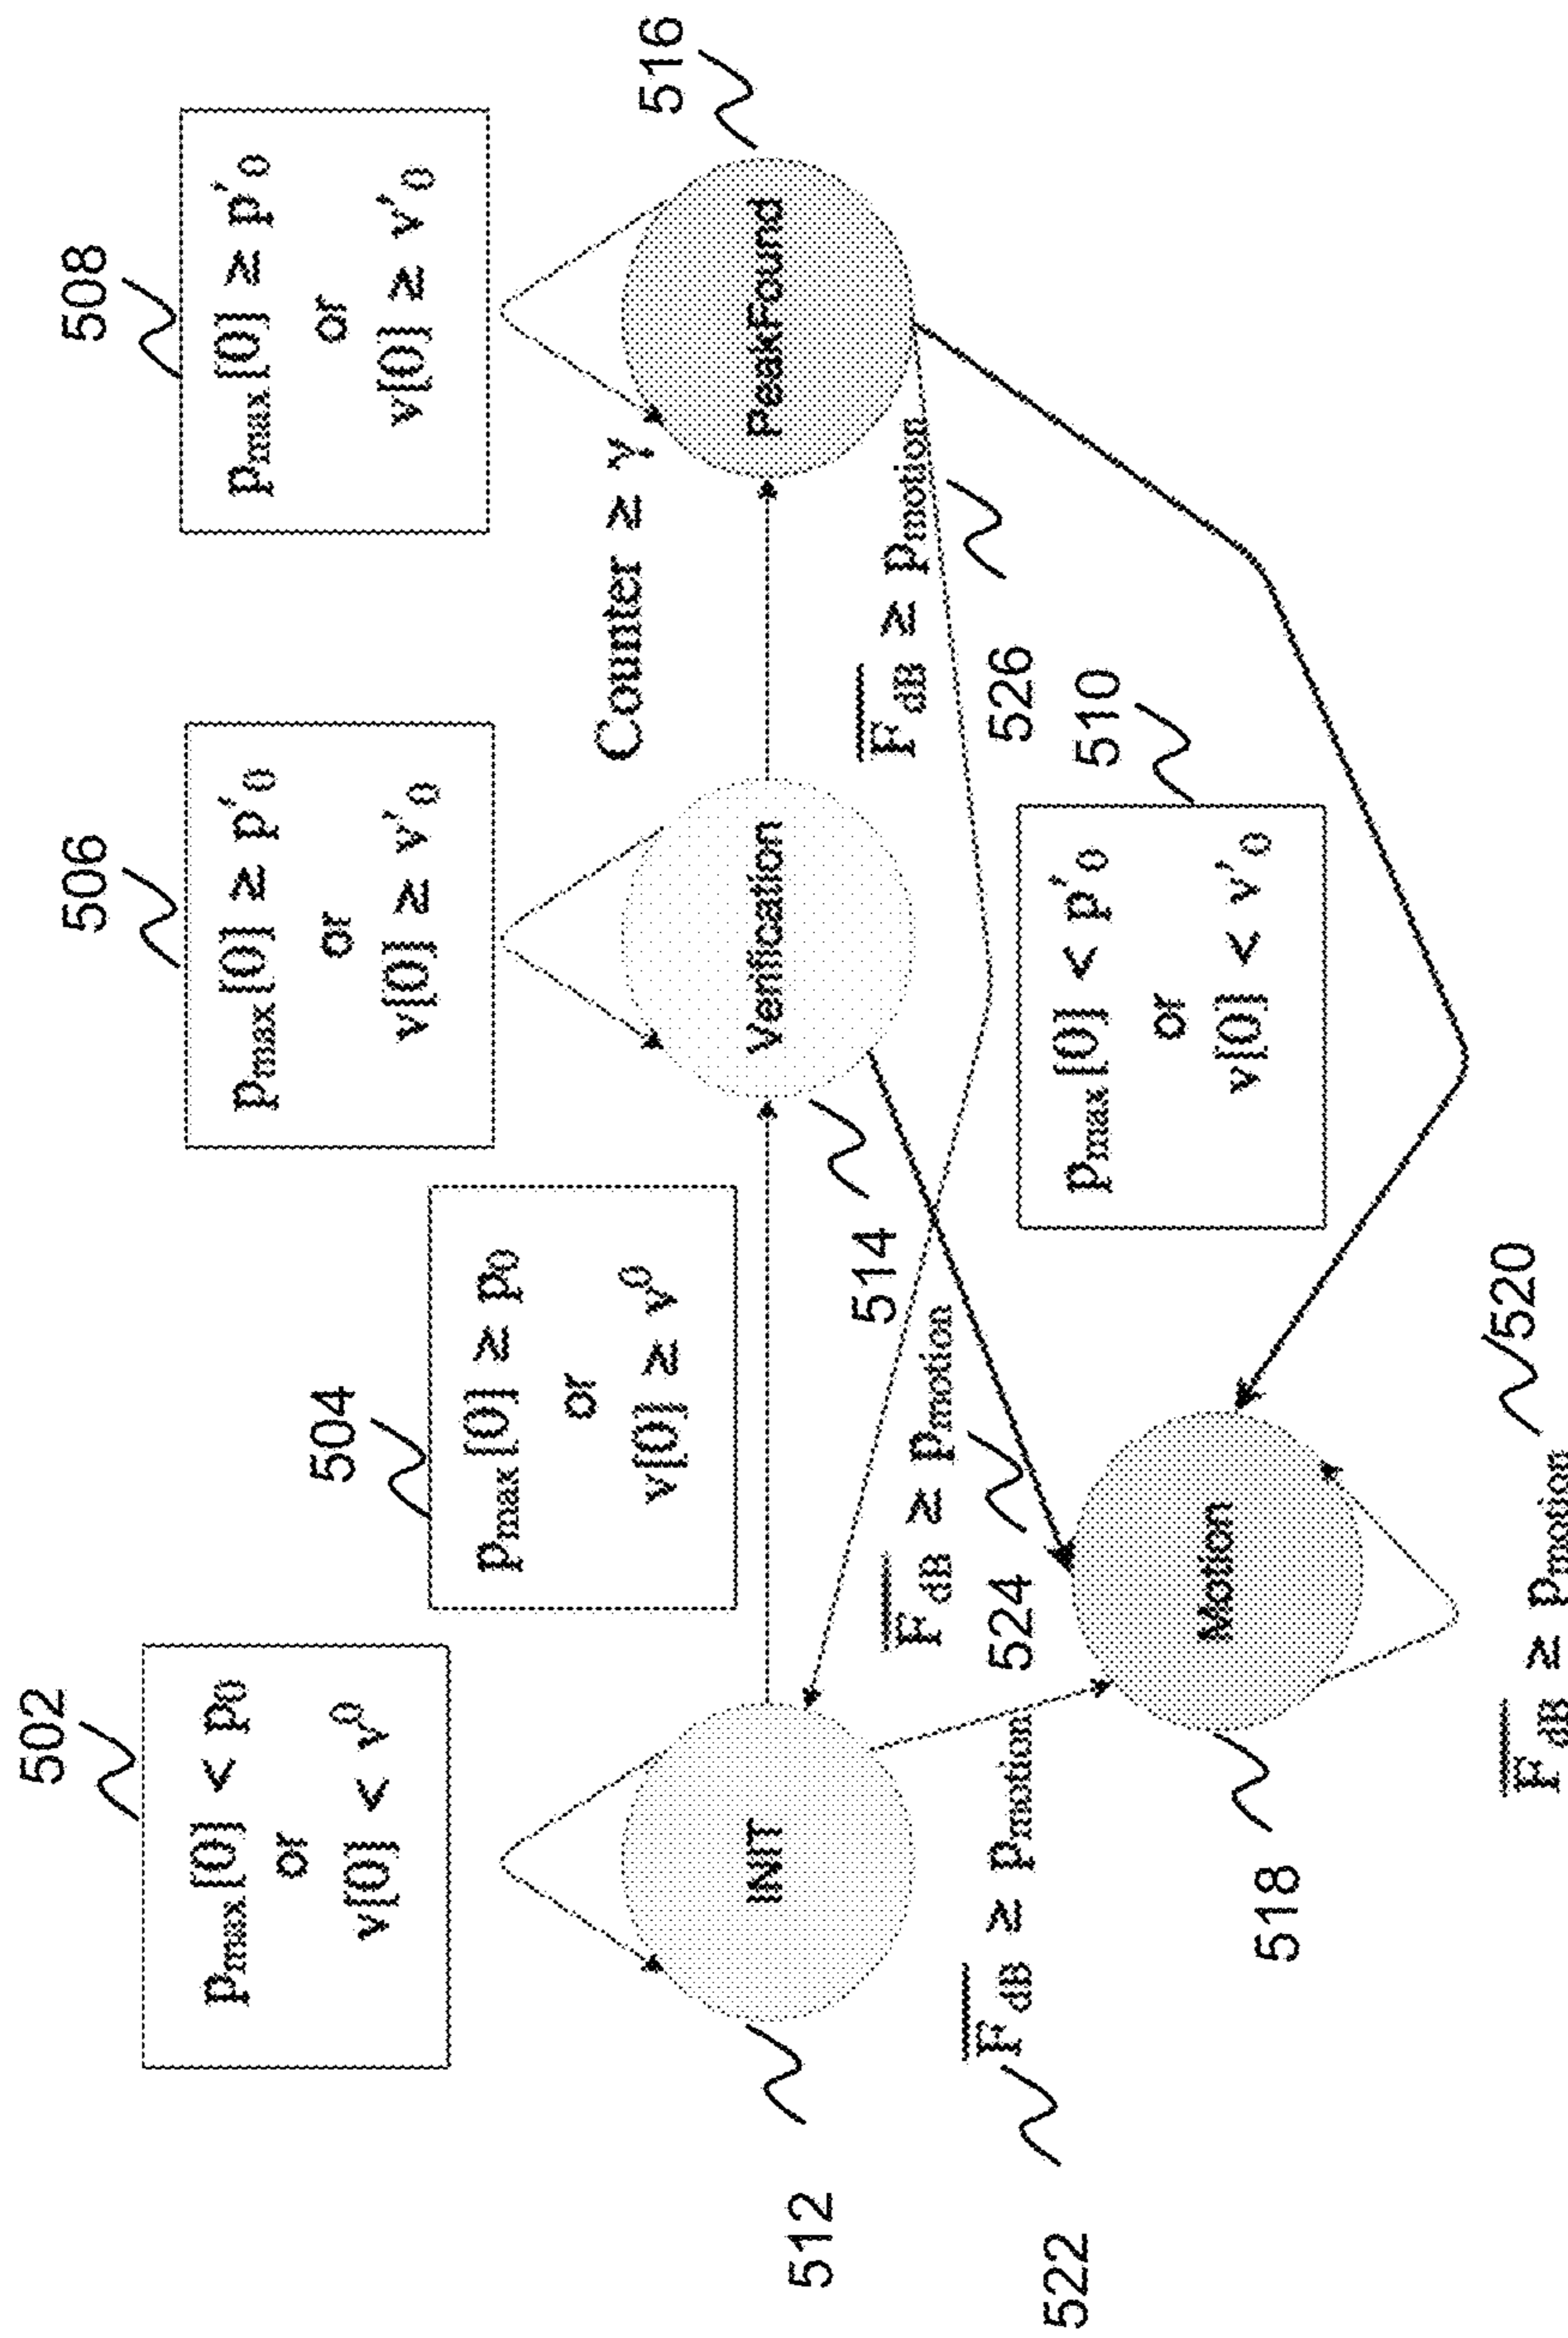 502
pmax[0] < p0
or
v[0] < v0
504
pmax[0] ≥ p0
or
v[0] ≥ v0
506
pmax[0] ≥ p'0
or
v[0] ≥ v'0
508
pmax[0] ≥ p'0
or
v[0] ≥ v'0
INIT
512
Verification
514
Counter ≥ γ
PeakFound
516
F̅dB ≥ pmotion
522
F̅dB ≥ pmotion
524
F̅dB ≥ pmotion
526
510
pmax[0] < p'0
or
v[0] < v'0
Motion
518
F̅dB ≥ pmotion
520